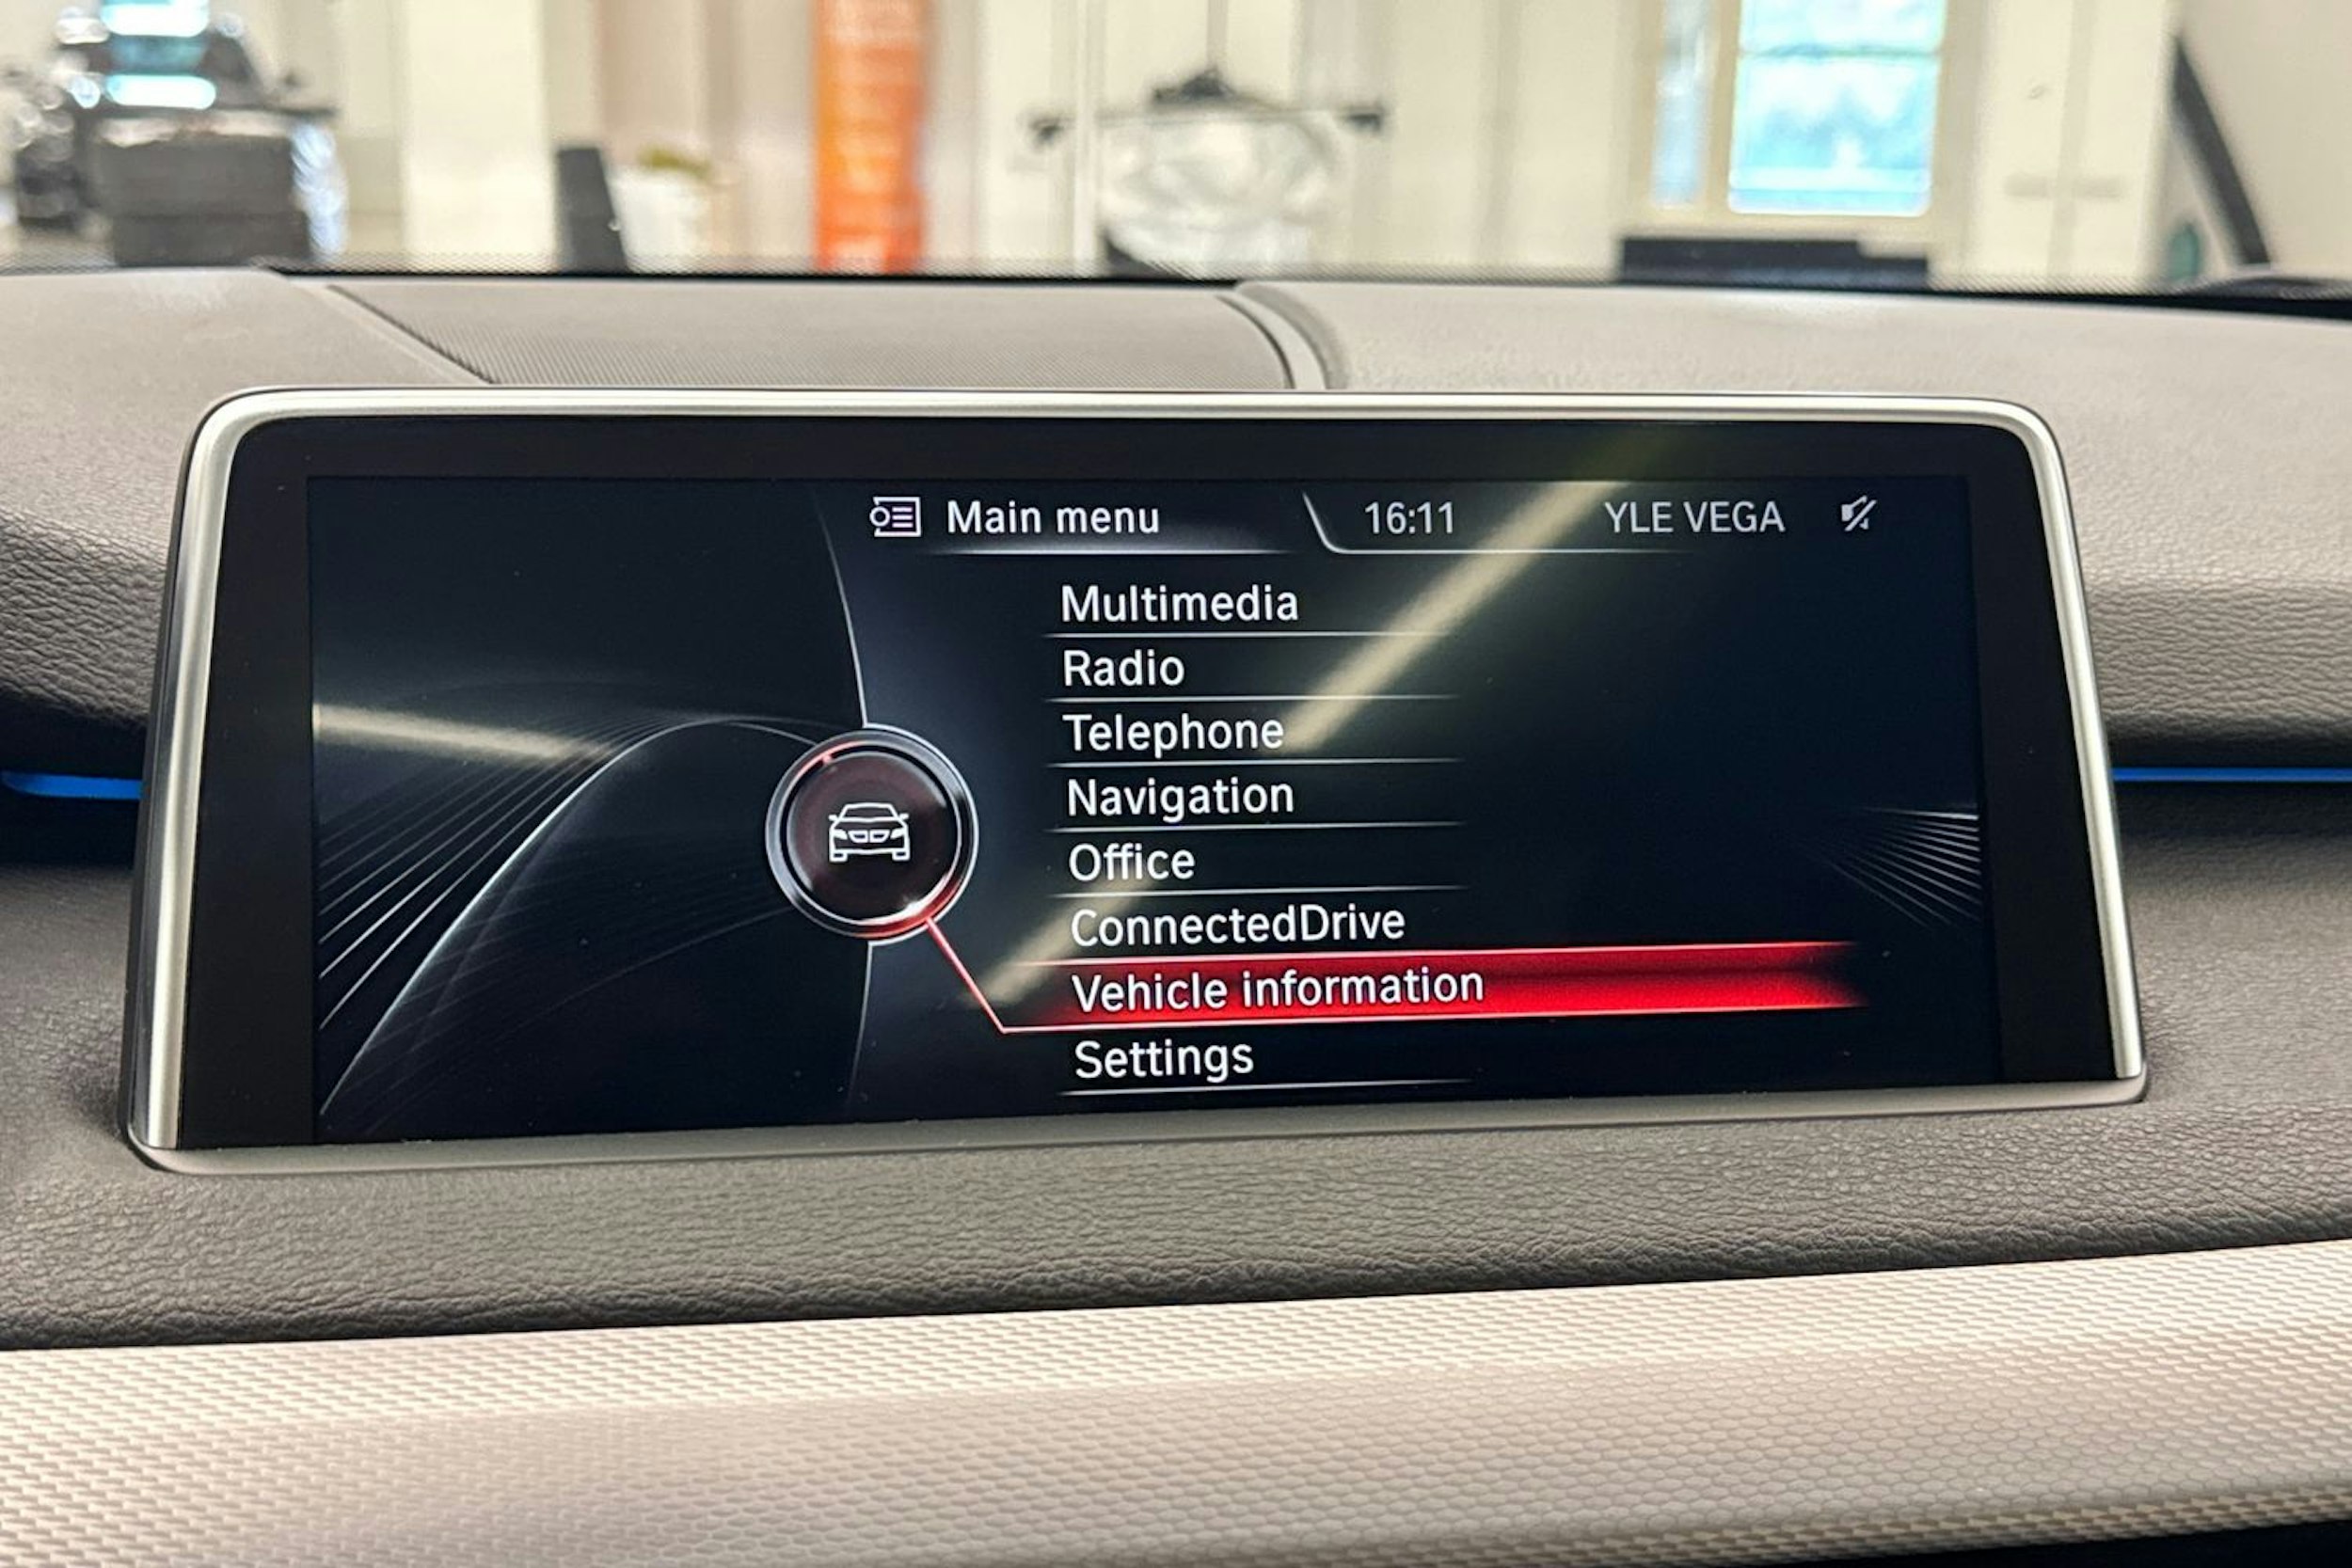 Main menu 16:11 YLE VEGA
Multimedia
Radio
Telephone
Navigation
Office
ConnectedDrive
Vehicle information
Settings